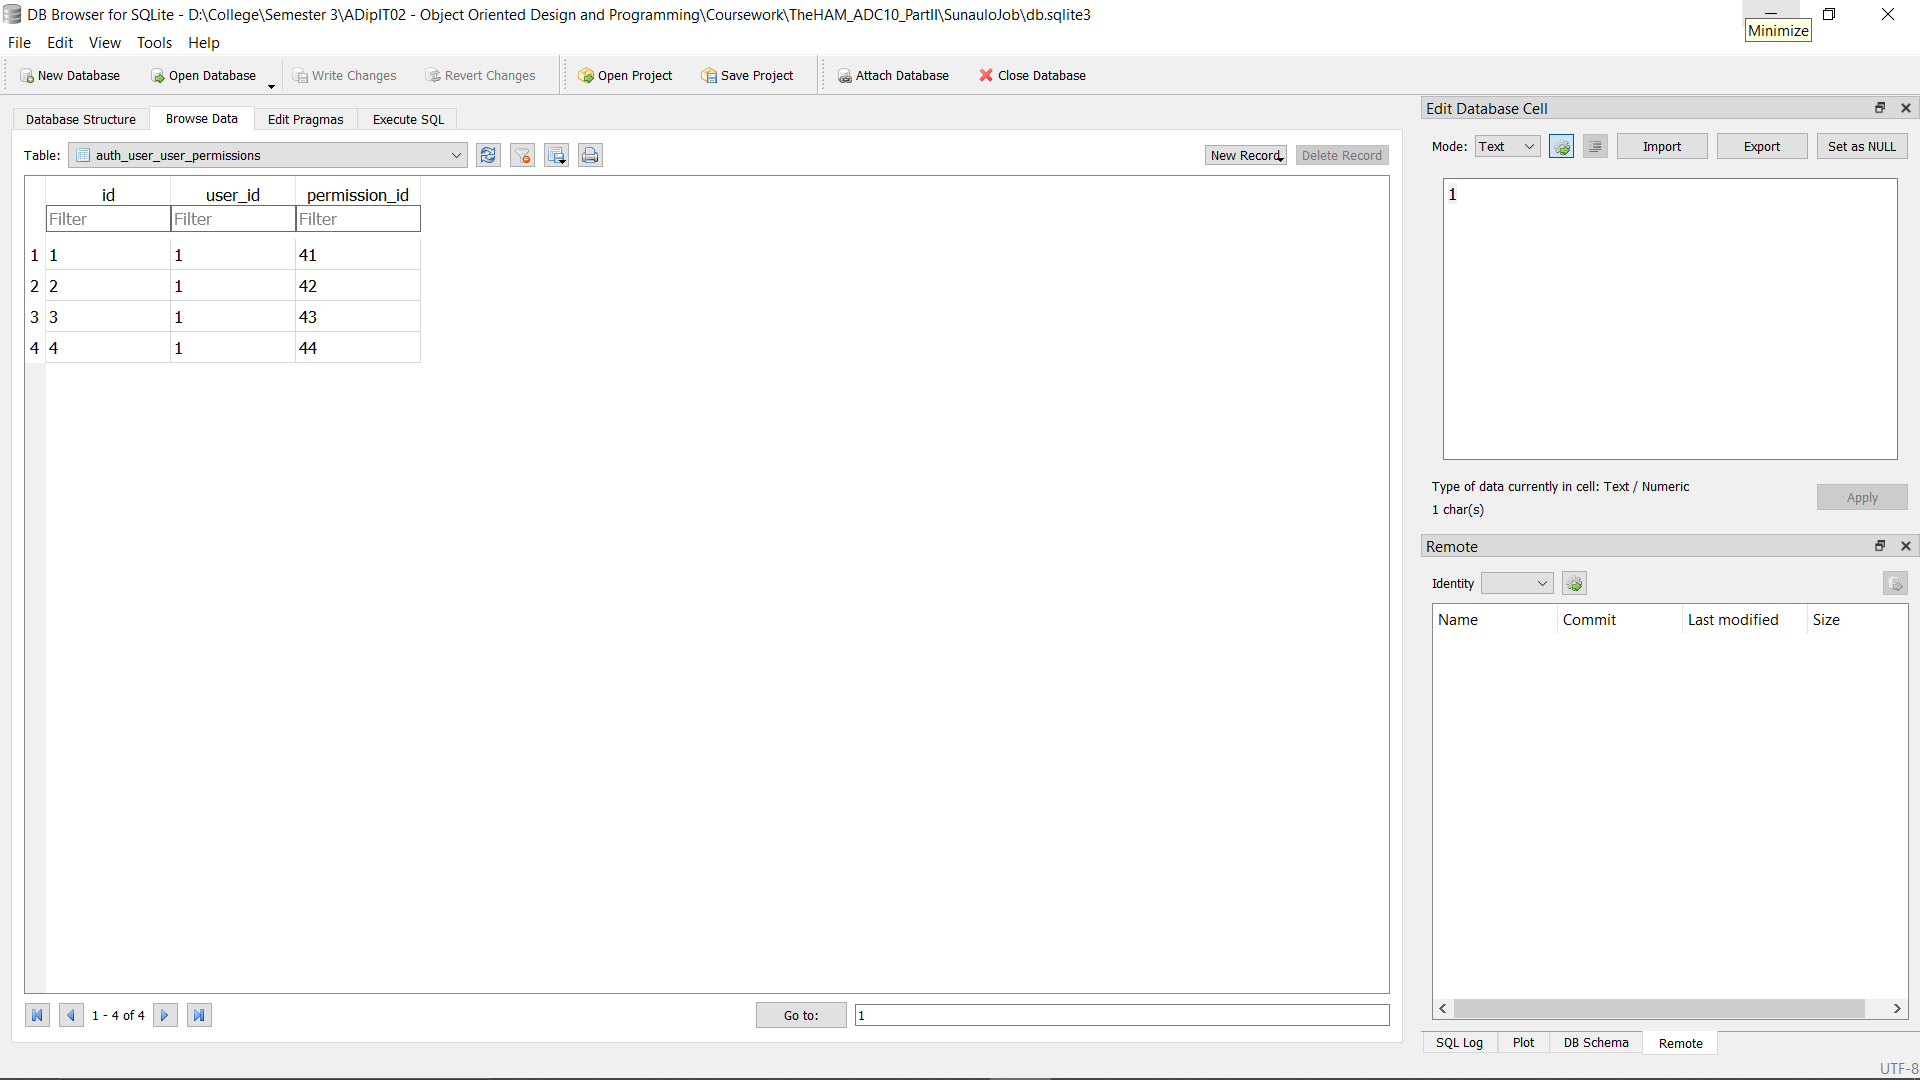 DB Browser for SQLite - D:\College\Semester 3\ADipIT02 - Object Oriented Design and Programming\Coursework\TheHAM_ADC10_PartII\SunauloJob\db.sqlite3
Minimize
File Edit View Tools Help
New Database Open Database Write Changes Revert Changes Open Project Save Project Attach Database Close Database
Database Structure Browse Data Edit Pragmas Execute SQL
Table: auth_user_user_permissions New Record Delete Record
id user_id permission_id
Filter Filter Filter
1 1 1 41
2 2 1 42
3 3 1 43
4 4 1 44
1 - 4 of 4 Go to: 1
Edit Database Cell
Mode: Text Import Export Set as NULL
1
Type of data currently in cell: Text / Numeric
1 char(s)
Apply
Remote
Identity
Name Commit Last modified Size
SQL Log Plot DB Schema Remote
UTF-8